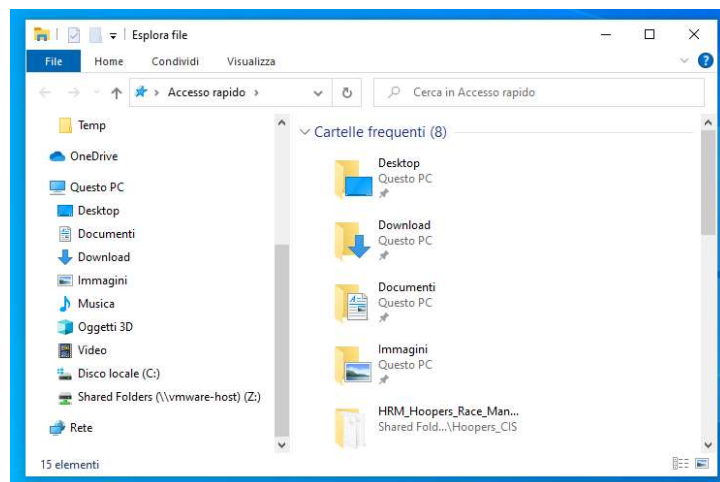 Esplora file
File Home Condividi Visualizza
Accesso rapido
Cerca in Accesso rapido
Temp
OneDrive
Questo PC
Desktop
Documenti
Download
Immagini
Musica
Oggetti 3D
Video
Disco locale (C:)
Shared Folders (\\vmware-host) (Z:)
Rete
Cartelle frequenti (8)
Desktop
Questo PC
Download
Questo PC
Documenti
Questo PC
Immagini
Questo PC
HRM_Hoopers_Race_Man...
Shared Fold...\Hoopers_CIS
15 elementi